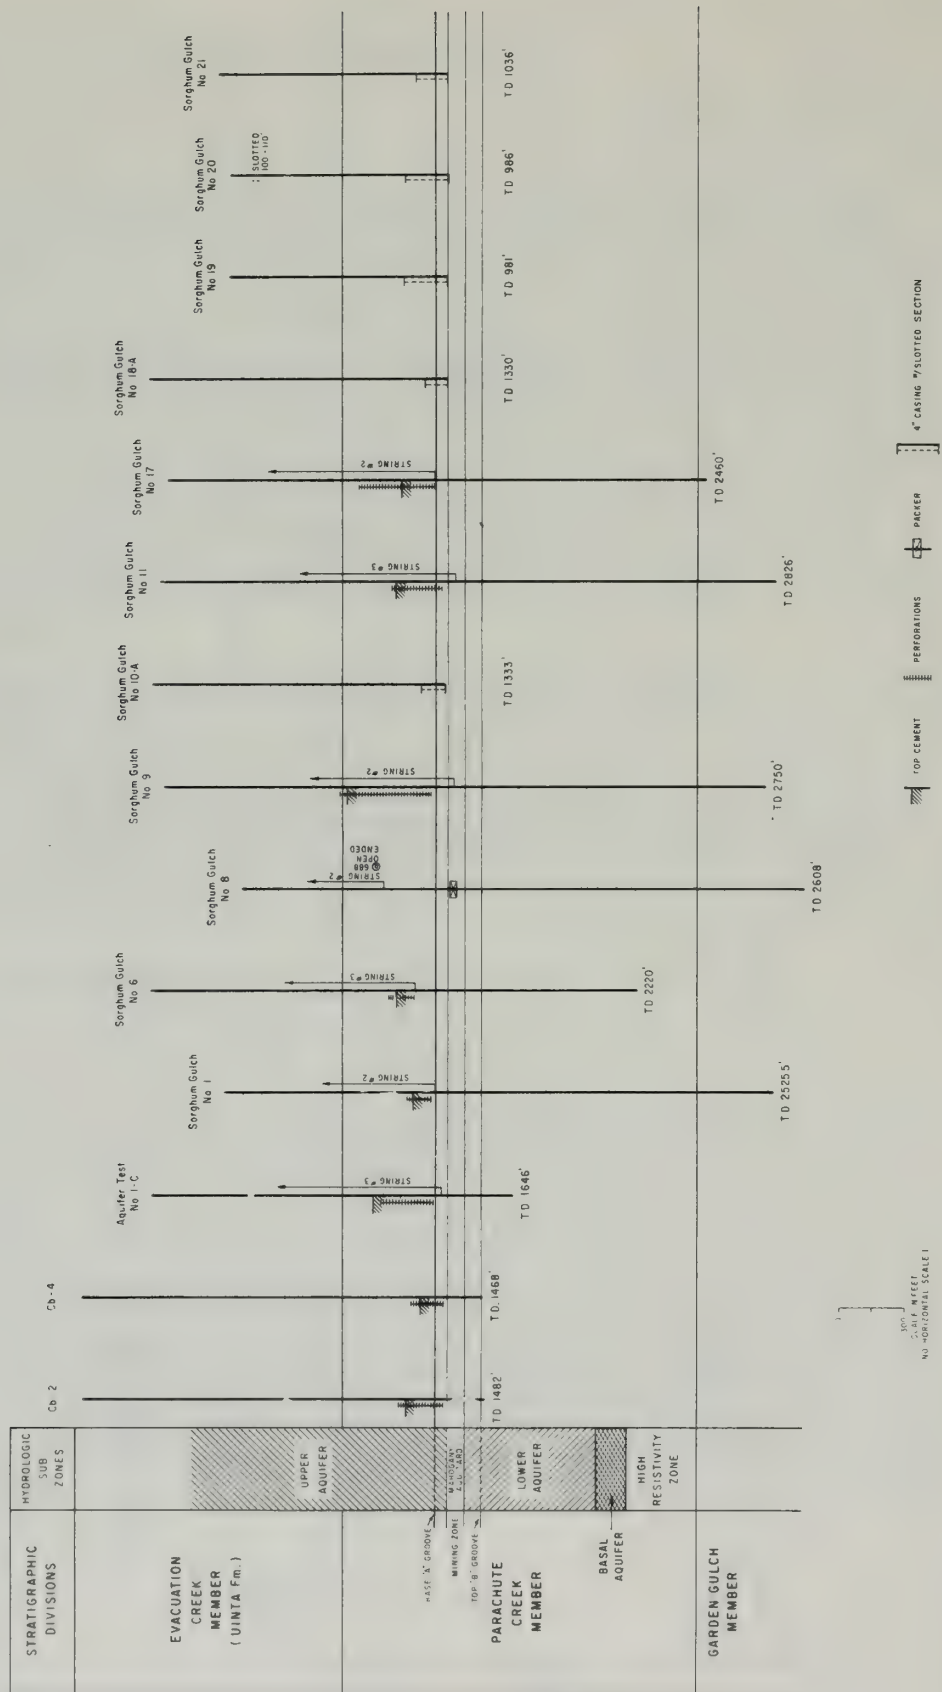 STRATIGRAPHIC
DIVISIONS
HYDROLOGIC
SUB
ZONES
EVACUATION
CREEK
MEMBER
(UINTA Fm.)
UPPER
AQUIFER
BASE "A" GROOVE
MINING ZONE
TOP "B" GROOVE
PARACHUTE
CREEK
MEMBER
LOWER
AQUIFER
BASAL
AQUIFER
HIGH
RESISTIVITY
ZONE
GARDEN GULCH
MEMBER
Cb 2
TD 1482'
Cb-4
TD 1468'
Aquifer Test
No 1-C
STRING #3
TD 1646'
Sorghum Gulch
No 1
STRING #2
TD 2525.5'
Sorghum Gulch
No 6
STRING #3
TD 2220'
Sorghum Gulch
No 8
STRING #2
@ 688
OPEN
ENDED
TD 2608'
Sorghum Gulch
No 9
STRING #2
TD 2750'
Sorghum Gulch
No 10-A
TD 1333'
Sorghum Gulch
No 11
STRING #3
TD 2826'
Sorghum Gulch
No 17
STRING #2
TD 2460'
Sorghum Gulch
No 18-A
TD 1330'
Sorghum Gulch
No 19
TD 981'
Sorghum Gulch
No 20
SLOTTED
100-110'
TD 986'
Sorghum Gulch
No 21
TD 1036'
300
SCALE IN FEET
NO HORIZONTAL SCALE
TOP CEMENT
PERFORATIONS
PACKER
4" CASING W/SLOTTED SECTION